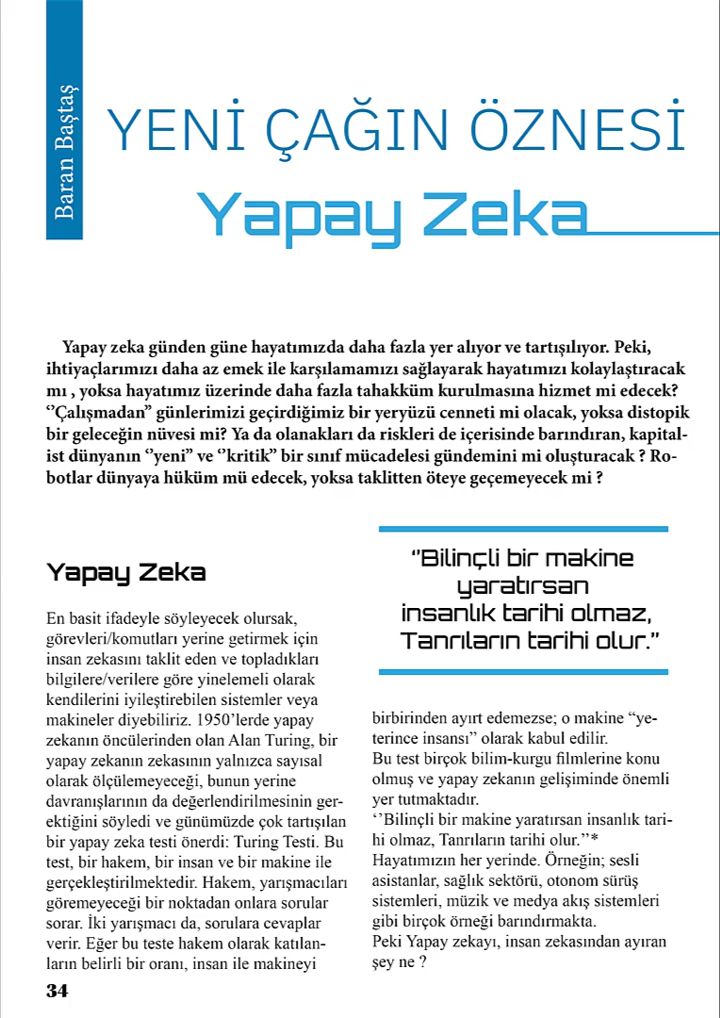 Baran Baştaş
YENİ ÇAĞIN ÖZNESİ
Yapay Zeka
Yapay zeka günden güne hayatımızda daha fazla yer alıyor ve tartışılıyor. Peki,
ihtiyaçlarımızı daha az emek ile karşılamamızı sağlayarak hayatımızı kolaylaştıracak
mı , yoksa hayatımız üzerinde daha fazla tahakküm kurulmasına hizmet mi edecek?
‘’Çalışmadan’’ günlerimizi geçirdiğimiz bir yeryüzü cenneti mi olacak, yoksa distopik
bir geleceğin nüvesi mi? Ya da olanakları da riskleri de içerisinde barındıran, kapital-
ist dünyanın ‘’yeni’’ ve ‘’kritik’’ bir sınıf mücadelesi gündemini mi oluşturacak ? Ro-
botlar dünyaya hüküm mü edecek, yoksa taklitten öteye geçemeyecek mi ?
Yapay Zeka
En basit ifadeyle söyleyecek olursak,
görevleri/komutları yerine getirmek için
insan zekasını taklit eden ve topladıkları
bilgilere/verilere göre yinelemeli olarak
kendilerini iyileştirebilen sistemler veya
makineler diyebiliriz. 1950’lerde yapay
zekanın öncülerinden olan Alan Turing, bir
yapay zekanın zekasının yalnızca sayısal
olarak ölçülemeyeceği, bunun yerine
davranışlarının da değerlendirilmesinin ger-
ektiğini söyledi ve günümüzde çok tartışılan
bir yapay zeka testi önerdi: Turing Testi. Bu
test, bir hakem, bir insan ve bir makine ile
gerçekleştirilmektedir. Hakem, yarışmacıları
göremeyeceği bir noktadan onlara sorular
sorar. İki yarışmacı da, sorulara cevaplar
verir. Eğer bu teste hakem olarak katılan-
ların belirli bir oranı, insan ile makineyi
‘’Bilinçli bir makine
yaratırsan
insanlık tarihi olmaz,
Tanrıların tarihi olur.’’
birbirinden ayırt edemezse; o makine “ye-
terince insansı” olarak kabul edilir.
Bu test birçok bilim-kurgu filmlerine konu
olmuş ve yapay zekanın gelişiminde önemli
yer tutmaktadır.
‘’Bilinçli bir makine yaratırsan insanlık tari-
hi olmaz, Tanrıların tarihi olur.’’*
Hayatımızın her yerinde. Örneğin; sesli
asistanlar, sağlık sektörü, otonom sürüş
sistemleri, müzik ve medya akış sistemleri
gibi birçok örneği barındırmakta.
Peki Yapay zekayı, insan zekasından ayıran
şey ne ?
34